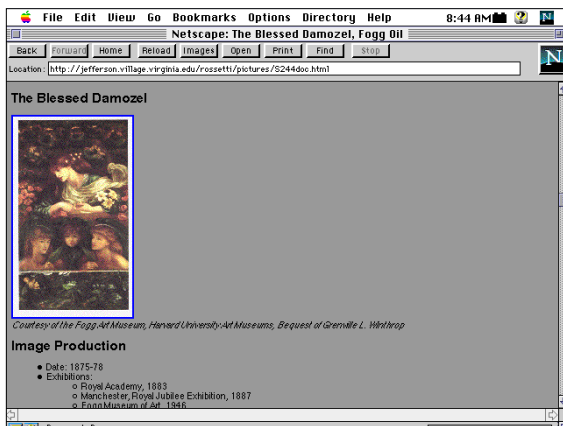 File Edit View Go Bookmarks Options Directory Help 8:44 AM
Netscape: The Blessed Damozel, Fogg Oil
Back Forward Home Reload Images Open Print Find Stop
N
Location: http://jefferson.village.virginia.edu/rossetti/pictures/S244doc.html
The Blessed Damozel
Courtesy of the Fogg Art Museum, Harvard University Art Museums, Bequest of Grenville L. Winthrop
Image Production
● Date: 1875-78
● Exhibitions:
○ Royal Academy, 1883
○ Manchester, Royal Jubilee Exhibition, 1887
○ Fogg Museum of Art, 1946